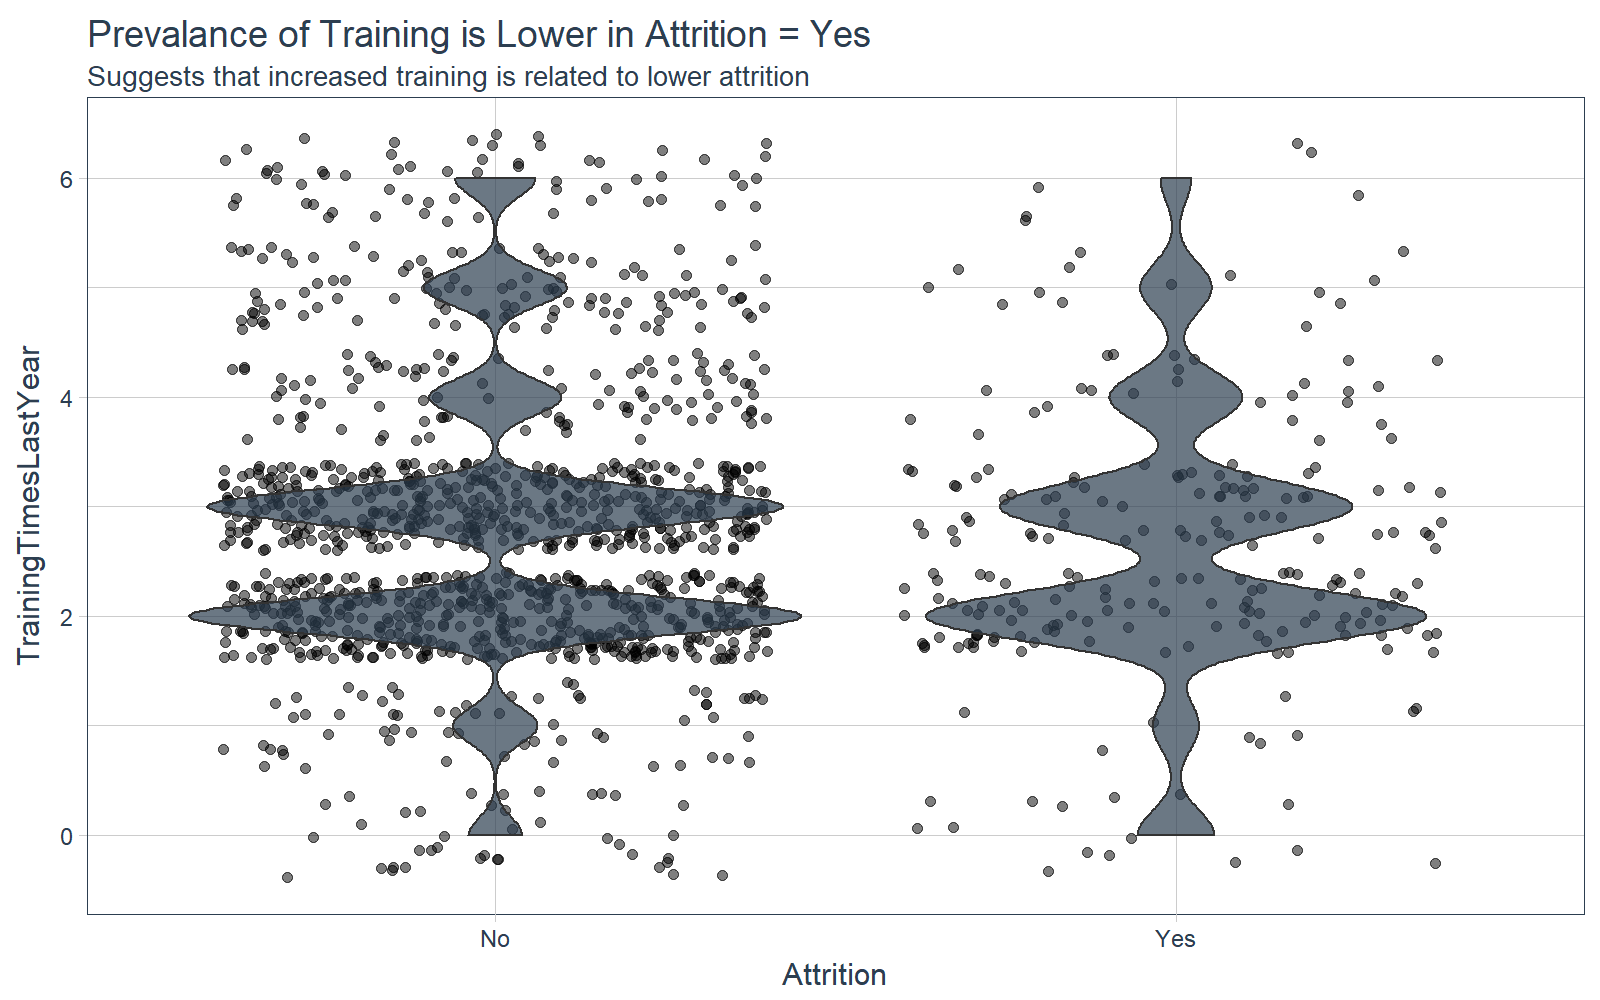 Prevalance of Training is Lower in Attrition = Yes
Suggests that increased training is related to lower attrition
TrainingTimesLastYear
6
4
2
0
No
Yes
Attrition